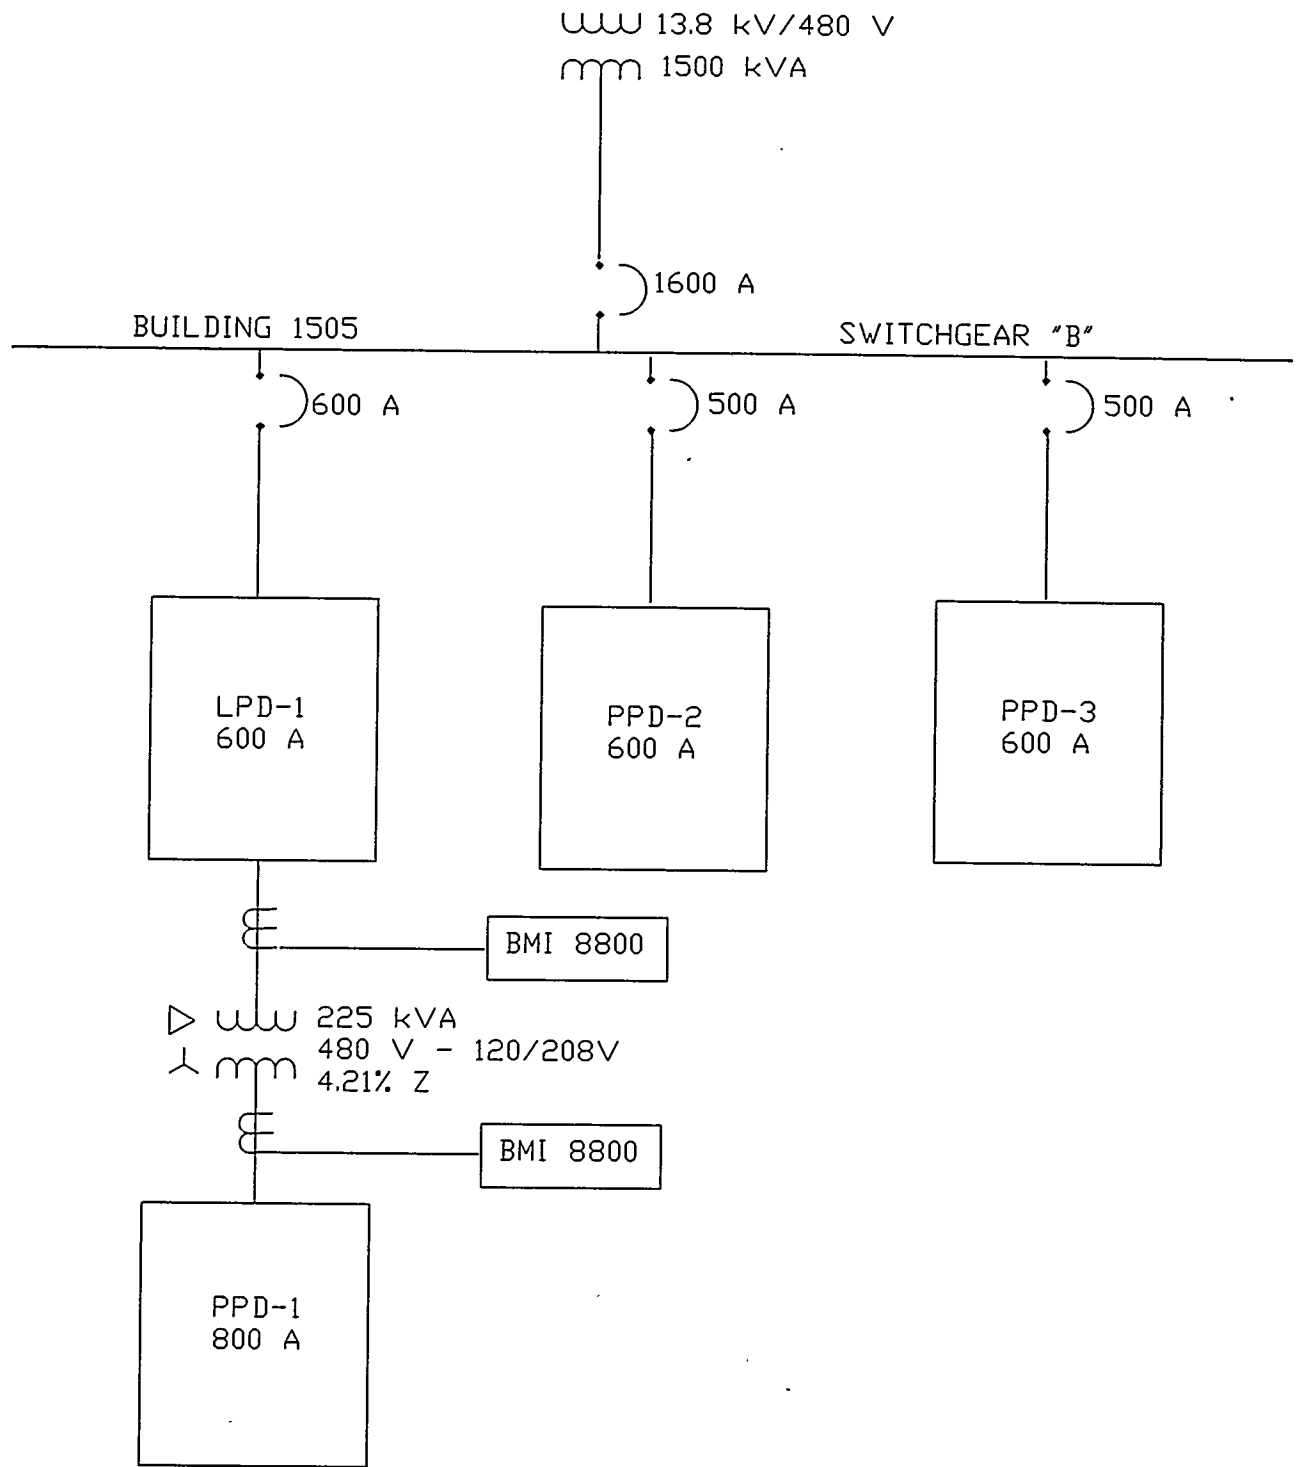 13.8 kV/480 V
1500 kVA
1600 A
BUILDING 1505
SWITCHGEAR "B"
600 A
500 A
500 A
LPD-1
600 A
PPD-2
600 A
PPD-3
600 A
BMI 8800
225 kVA
480 V - 120/208V
4.21% Z
BMI 8800
PPD-1
800 A